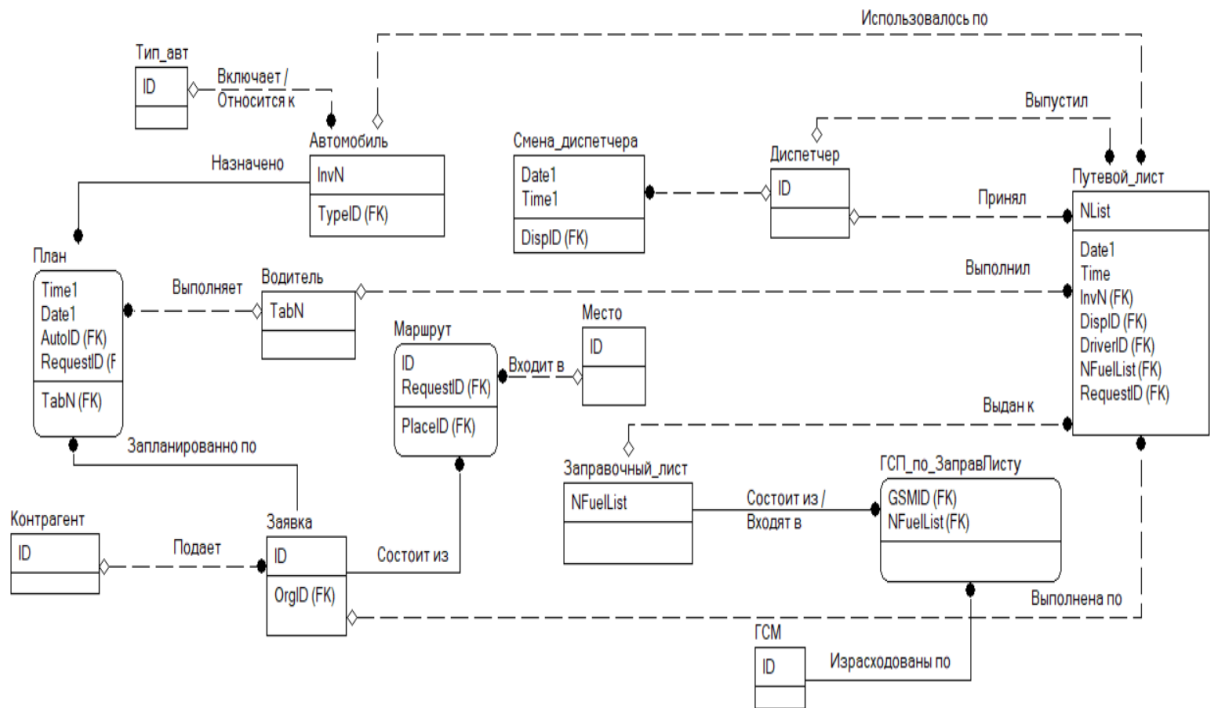 Использовалось по
Тип_авт
ID
Включает /
Относится к
Выпустил
Автомобиль
InvN
TypeID (FK)
Назначено
Смена_диспетчера
Date1
Time1
DispID (FK)
Диспетчер
ID
Принял
Путевой_лист
NList
Date1
Time
InvN (FK)
DispID (FK)
DriverID (FK)
NFuelList (FK)
RequestID (FK)
План
Time1
Date1
AutoID (FK)
RequestID (F
TabN (FK)
Выполняет
Водитель
TabN
Выполнил
Маршрут
ID
RequestID (FK)
PlaceID (FK)
Входит в
Место
ID
Выдан к
Запланированно по
Заправочный_лист
NFuelList
Состоит из /
Входят в
ГСП_по_ЗаправЛисту
GSMID (FK)
NFuelList (FK)
Контрагент
ID
Подает
Заявка
ID
OrgID (FK)
Состоит из
Выполнена по
ГСМ
ID
Израсходованы по